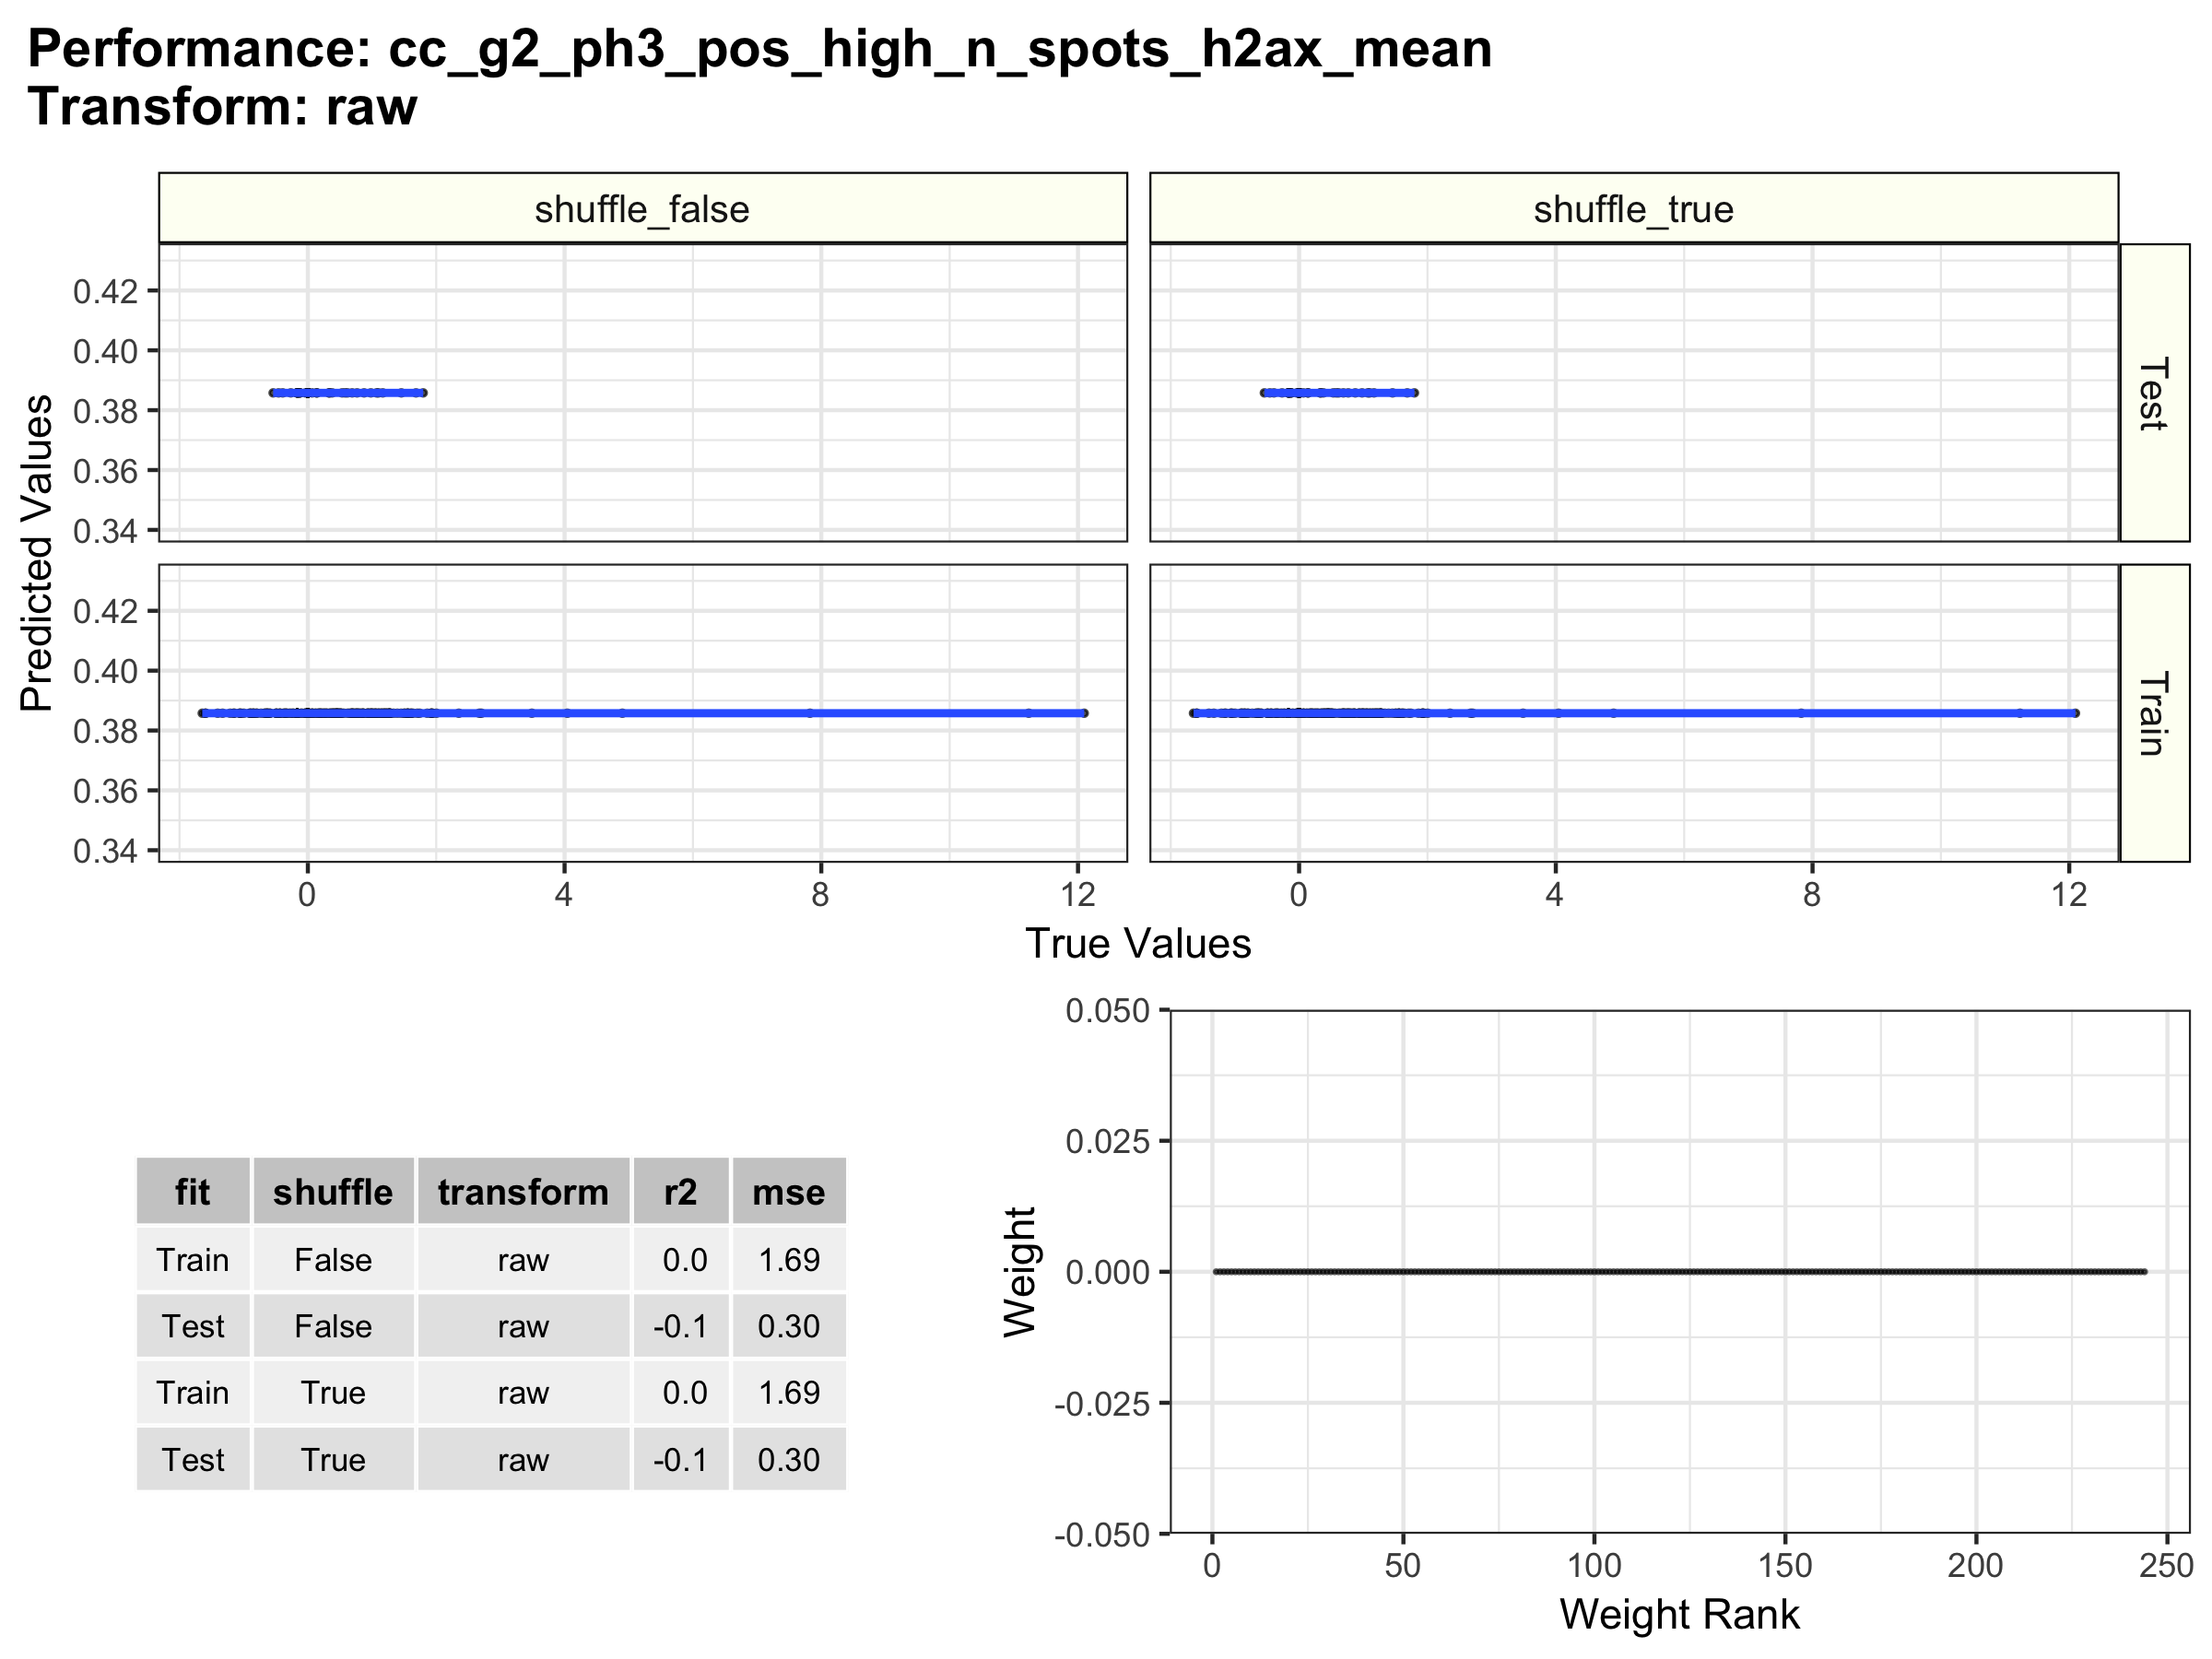 Performance: cc_g2_ph3_pos_high_n_spots_h2ax_mean
Transform: raw
shuffle_false
shuffle_true
Predicted Values
0.42
0.40
0.38
0.36
0.34
Test
0.42
0.40
0.38
0.36
0.34
Train
0 4 8 12
0 4 8 12
True Values
fit shuffle transform r2 mse
Train False raw 0.0 1.69
Test False raw -0.1 0.30
Train True raw 0.0 1.69
Test True raw -0.1 0.30
Weight
0.050
0.025
0.000
-0.025
-0.050
0 50 100 150 200 250
Weight Rank